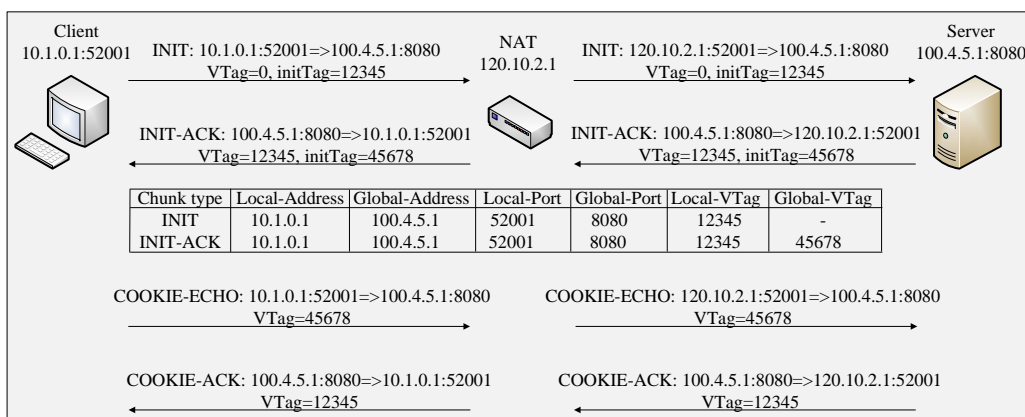 Client
10.1.0.1:52001
NAT
120.10.2.1
Server
100.4.5.1:8080
INIT: 10.1.0.1:52001=>100.4.5.1:8080
VTag=0, initTag=12345
INIT: 120.10.2.1:52001=>100.4.5.1:8080
VTag=0, initTag=12345
INIT-ACK: 100.4.5.1:8080=>10.1.0.1:52001
VTag=12345, initTag=45678
INIT-ACK: 100.4.5.1:8080=>120.10.2.1:52001
VTag=12345, initTag=45678
Chunk type Local-Address Global-Address Local-Port Global-Port Local-VTag Global-VTag
INIT 10.1.0.1 100.4.5.1 52001 8080 12345 -
INIT-ACK 10.1.0.1 100.4.5.1 52001 8080 12345 45678
COOKIE-ECHO: 10.1.0.1:52001=>100.4.5.1:8080
VTag=45678
COOKIE-ECHO: 120.10.2.1:52001=>100.4.5.1:8080
VTag=45678
COOKIE-ACK: 100.4.5.1:8080=>10.1.0.1:52001
VTag=12345
COOKIE-ACK: 100.4.5.1:8080=>120.10.2.1:52001
VTag=12345